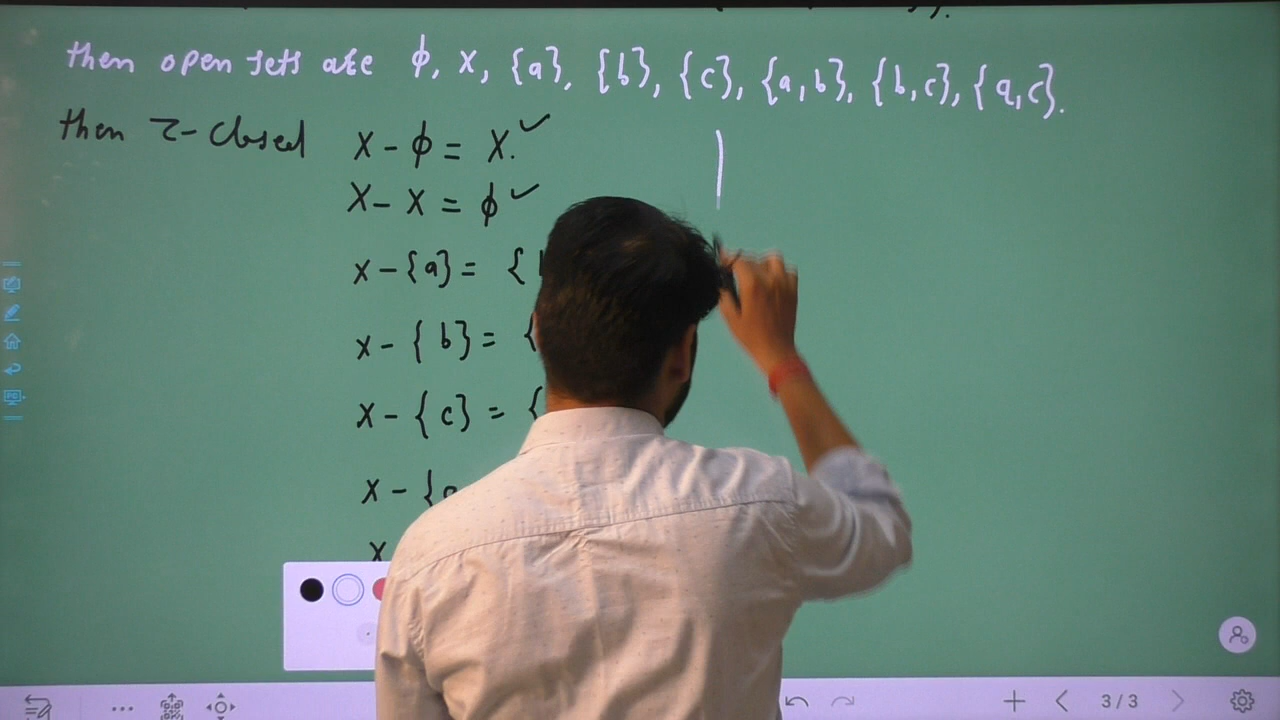 then open sets are ϕ, X, {a}, {b}, {c}, {a,b}, {b,c}, {a,c}.
then τ-closed X - ϕ = X. ✓
X - X = ϕ ✓
X - {a} = {
X - {b} = {
X - {c} = {
X - {a
X
3/3